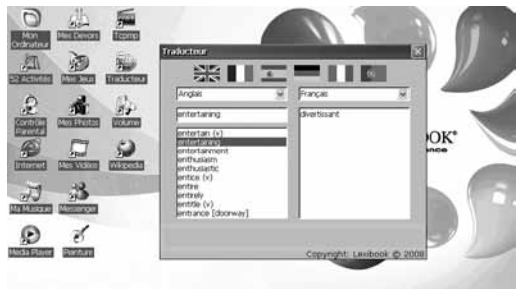 Mon
Ordinateur
Mes Devoirs
Tcpmp
52 Activités
Mes Jeux
Traducteur
Contrôle
Parental
Mes Photos
Volume
Internet
Mes Vidéos
Wikipedia
Ma Musique
Messenger
Media Player
Peinture
Traducteur
Anglais
Français
entertaining
divertissant
entertain (v)
entertaining
entertainment
enthusiasm
enthusiastic
entice (v)
entire
entirely
entitle (v)
entrance [doorway]
Copyright: Lexibook © 2008
OOK®